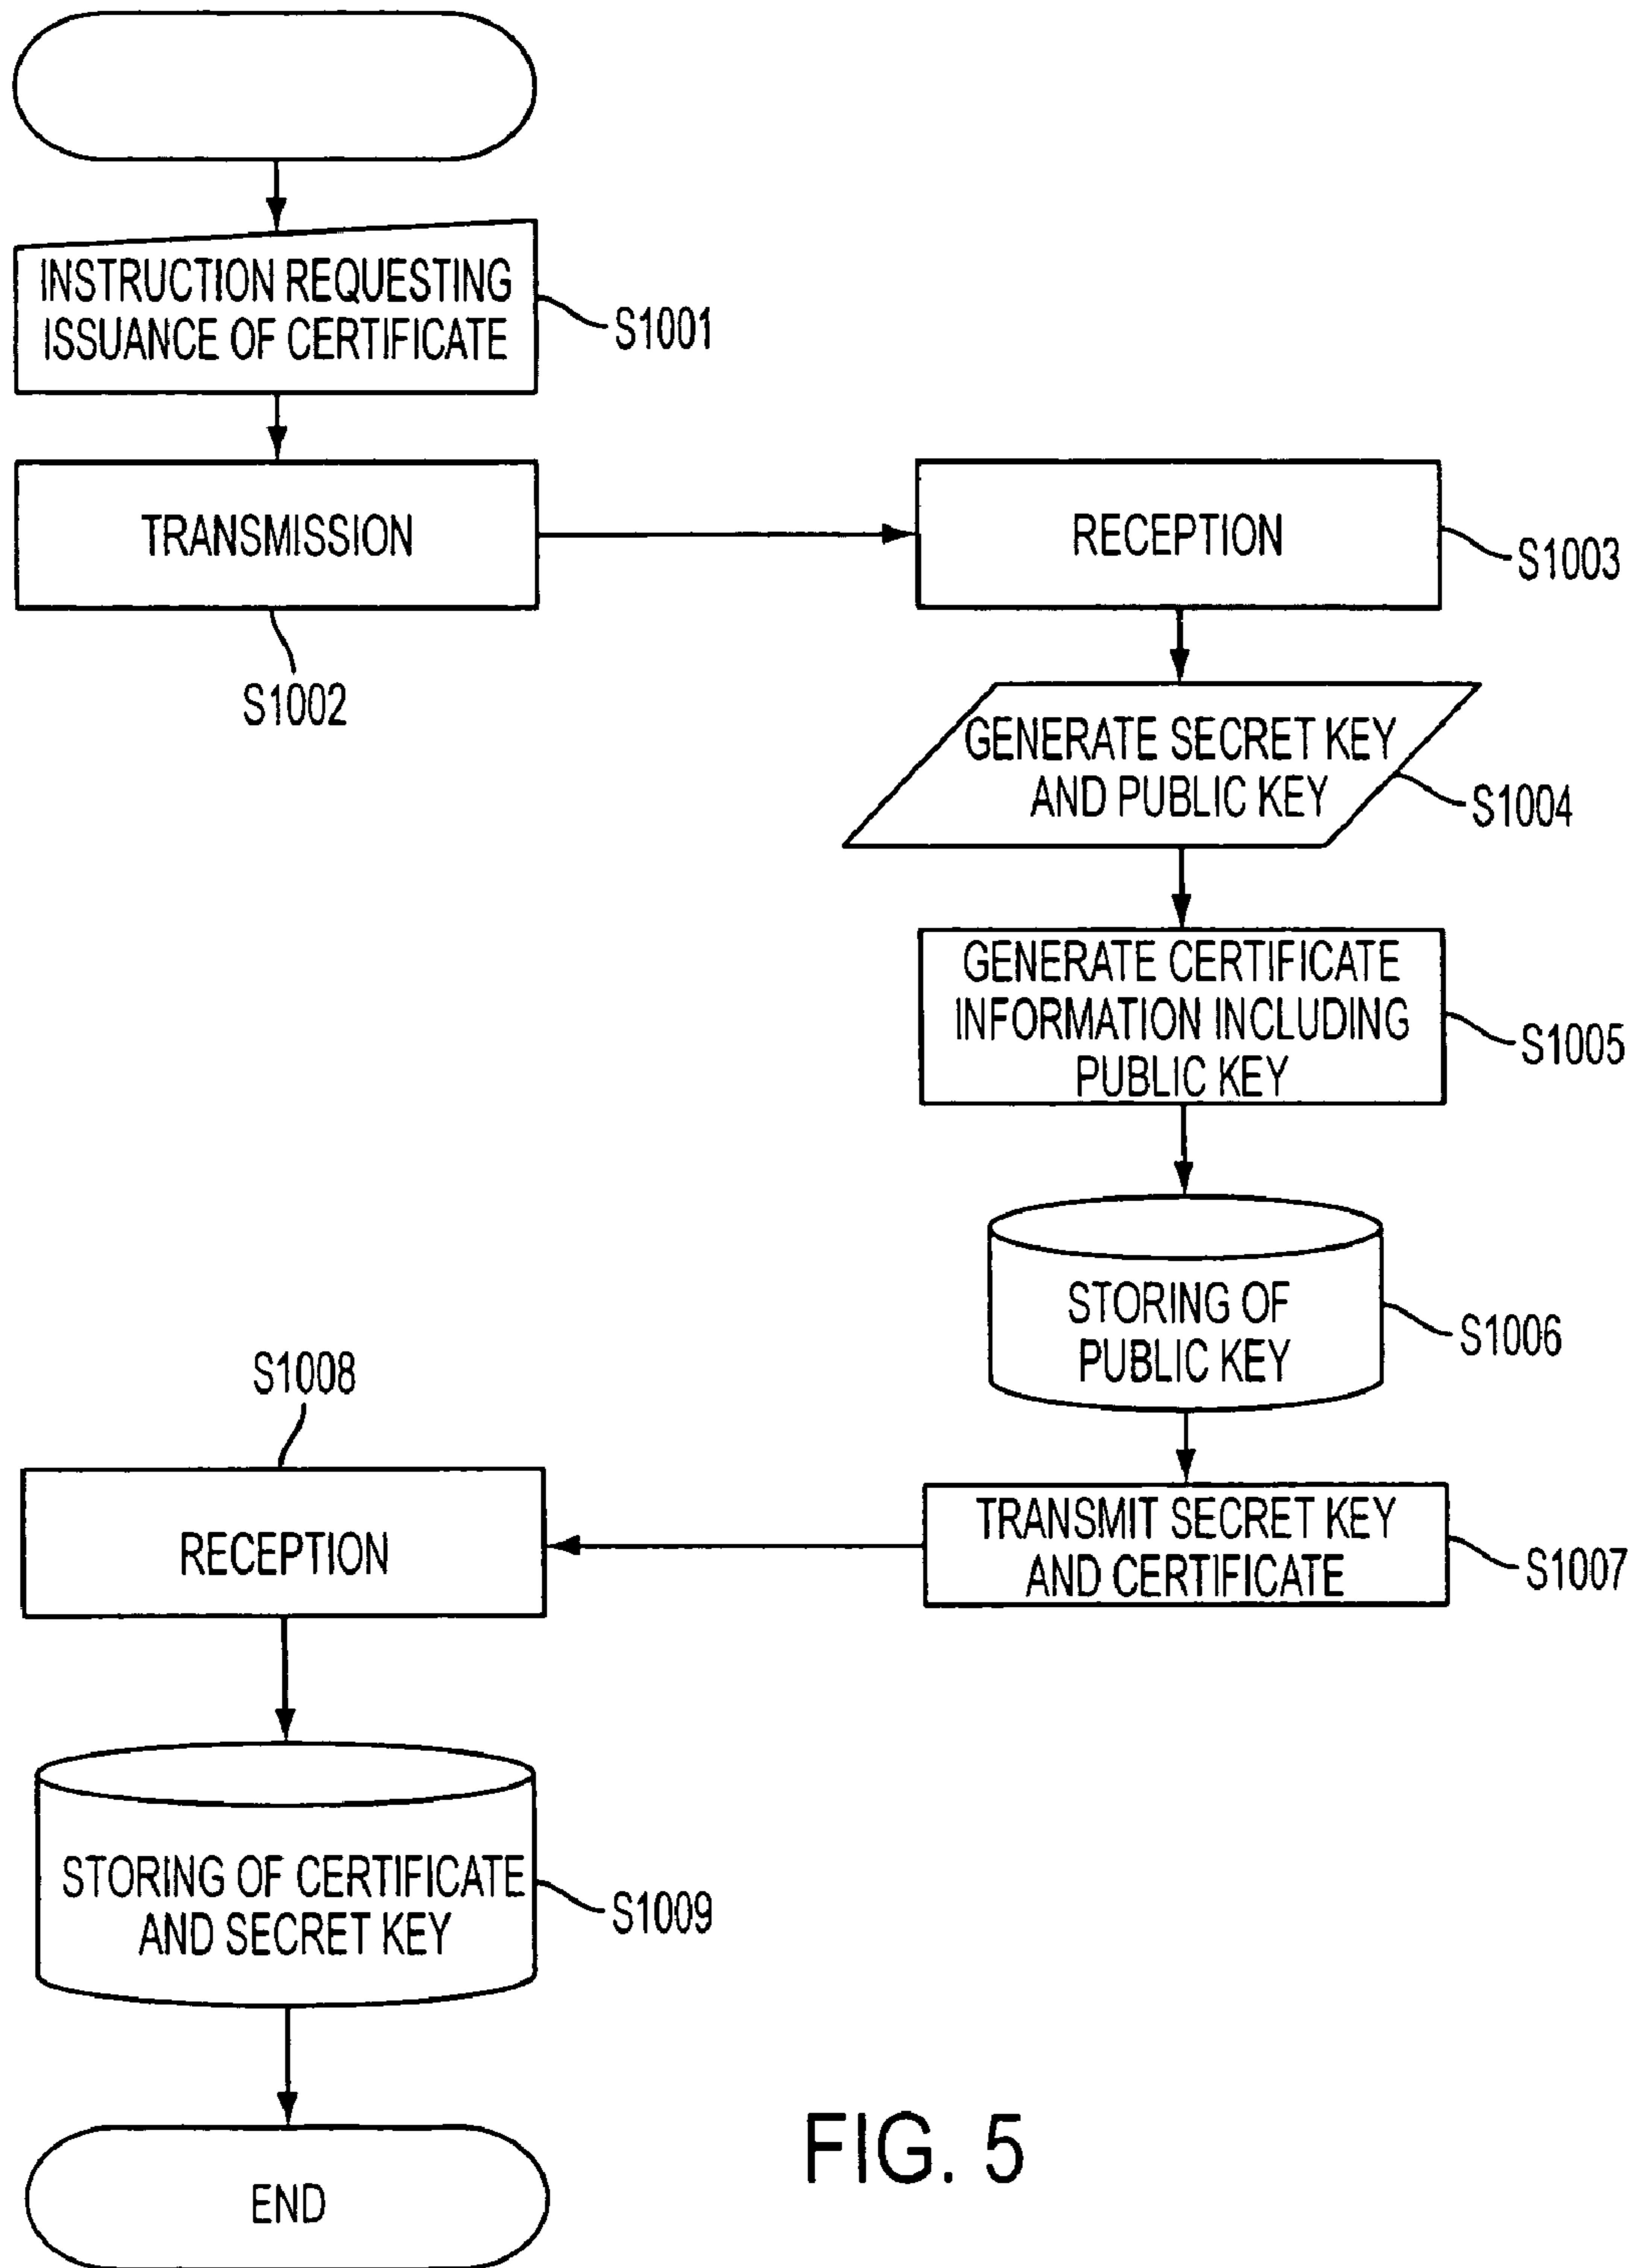 INSTRUCTION REQUESTING
ISSUANCE OF CERTIFICATE
S1001
TRANSMISSION
S1002
RECEPTION
S1003
GENERATE SECRET KEY
AND PUBLIC KEY
S1004
GENERATE CERTIFICATE
INFORMATION INCLUDING
PUBLIC KEY
S1005
STORING OF
PUBLIC KEY
S1006
TRANSMIT SECRET KEY
AND CERTIFICATE
S1007
S1008
RECEPTION
STORING OF CERTIFICATE
AND SECRET KEY
S1009
END
FIG. 5